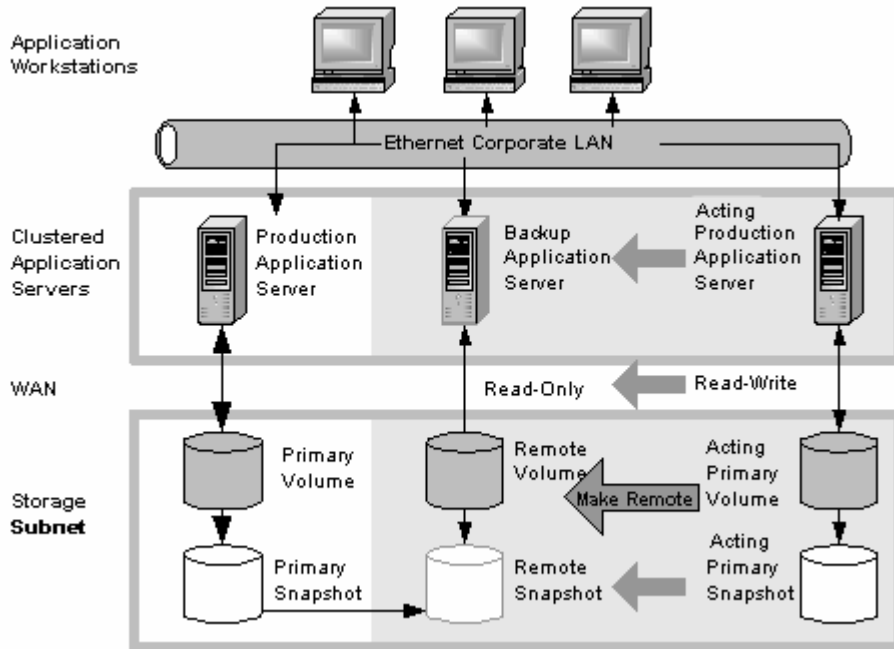 Application
Workstations
Ethernet Corporate LAN
Clustered
Application
Servers
Production
Application
Server
Backup
Application
Server
Acting
Production
Application
Server
WAN
Read-Only
Read-Write
Storage
Subnet
Primary
Volume
Remote
Volume
Make Remote
Acting
Primary
Volume
Primary
Snapshot
Remote
Snapshot
Acting
Primary
Snapshot